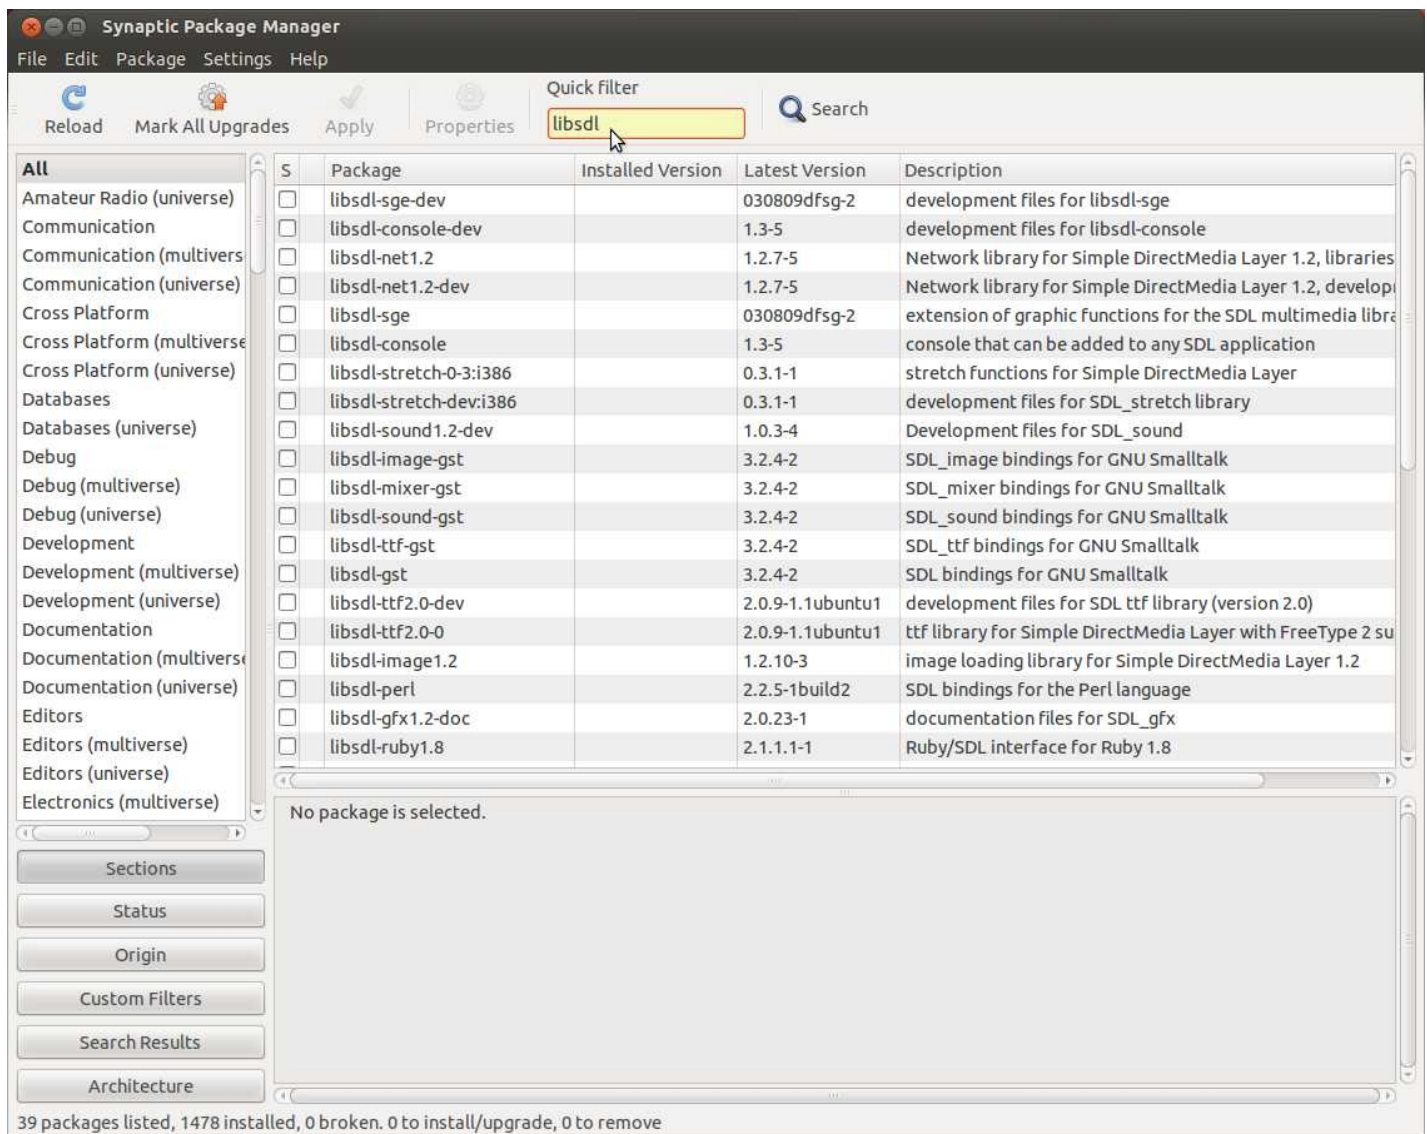 Synaptic Package Manager
File Edit Package Settings Help
Reload Mark All Upgrades Apply Properties
Quick filter
libsdl
Search
All
Amateur Radio (universe)
Communication
Communication (multivers
Communication (universe)
Cross Platform
Cross Platform (multiverse
Cross Platform (universe)
Databases
Databases (universe)
Debug
Debug (multiverse)
Debug (universe)
Development
Development (multiverse)
Development (universe)
Documentation
Documentation (multivers
Documentation (universe)
Editors
Editors (multiverse)
Editors (universe)
Electronics (multiverse)
Sections
Status
Origin
Custom Filters
Search Results
Architecture
S Package Installed Version Latest Version Description
libsdl-sge-dev 030809dfsg-2 development files for libsdl-sge
libsdl-console-dev 1.3-5 development files for libsdl-console
libsdl-net1.2 1.2.7-5 Network library for Simple DirectMedia Layer 1.2, libraries
libsdl-net1.2-dev 1.2.7-5 Network library for Simple DirectMedia Layer 1.2, develop
libsdl-sge 030809dfsg-2 extension of graphic functions for the SDL multimedia libra
libsdl-console 1.3-5 console that can be added to any SDL application
libsdl-stretch-0-3:i386 0.3.1-1 stretch functions for Simple DirectMedia Layer
libsdl-stretch-dev:i386 0.3.1-1 development files for SDL_stretch library
libsdl-sound1.2-dev 1.0.3-4 Development files for SDL_sound
libsdl-image-gst 3.2.4-2 SDL_image bindings for GNU Smalltalk
libsdl-mixer-gst 3.2.4-2 SDL_mixer bindings for GNU Smalltalk
libsdl-sound-gst 3.2.4-2 SDL_sound bindings for GNU Smalltalk
libsdl-ttf-gst 3.2.4-2 SDL_ttf bindings for GNU Smalltalk
libsdl-gst 3.2.4-2 SDL bindings for GNU Smalltalk
libsdl-ttf2.0-dev 2.0.9-1.1ubuntu1 development files for SDL ttf library (version 2.0)
libsdl-ttf2.0-0 2.0.9-1.1ubuntu1 ttf library for Simple DirectMedia Layer with FreeType 2 su
libsdl-image1.2 1.2.10-3 image loading library for Simple DirectMedia Layer 1.2
libsdl-perl 2.2.5-1build2 SDL bindings for the Perl language
libsdl-gfx1.2-doc 2.0.23-1 documentation files for SDL_gfx
libsdl-ruby1.8 2.1.1.1-1 Ruby/SDL interface for Ruby 1.8
No package is selected.
39 packages listed, 1478 installed, 0 broken. 0 to install/upgrade, 0 to remove